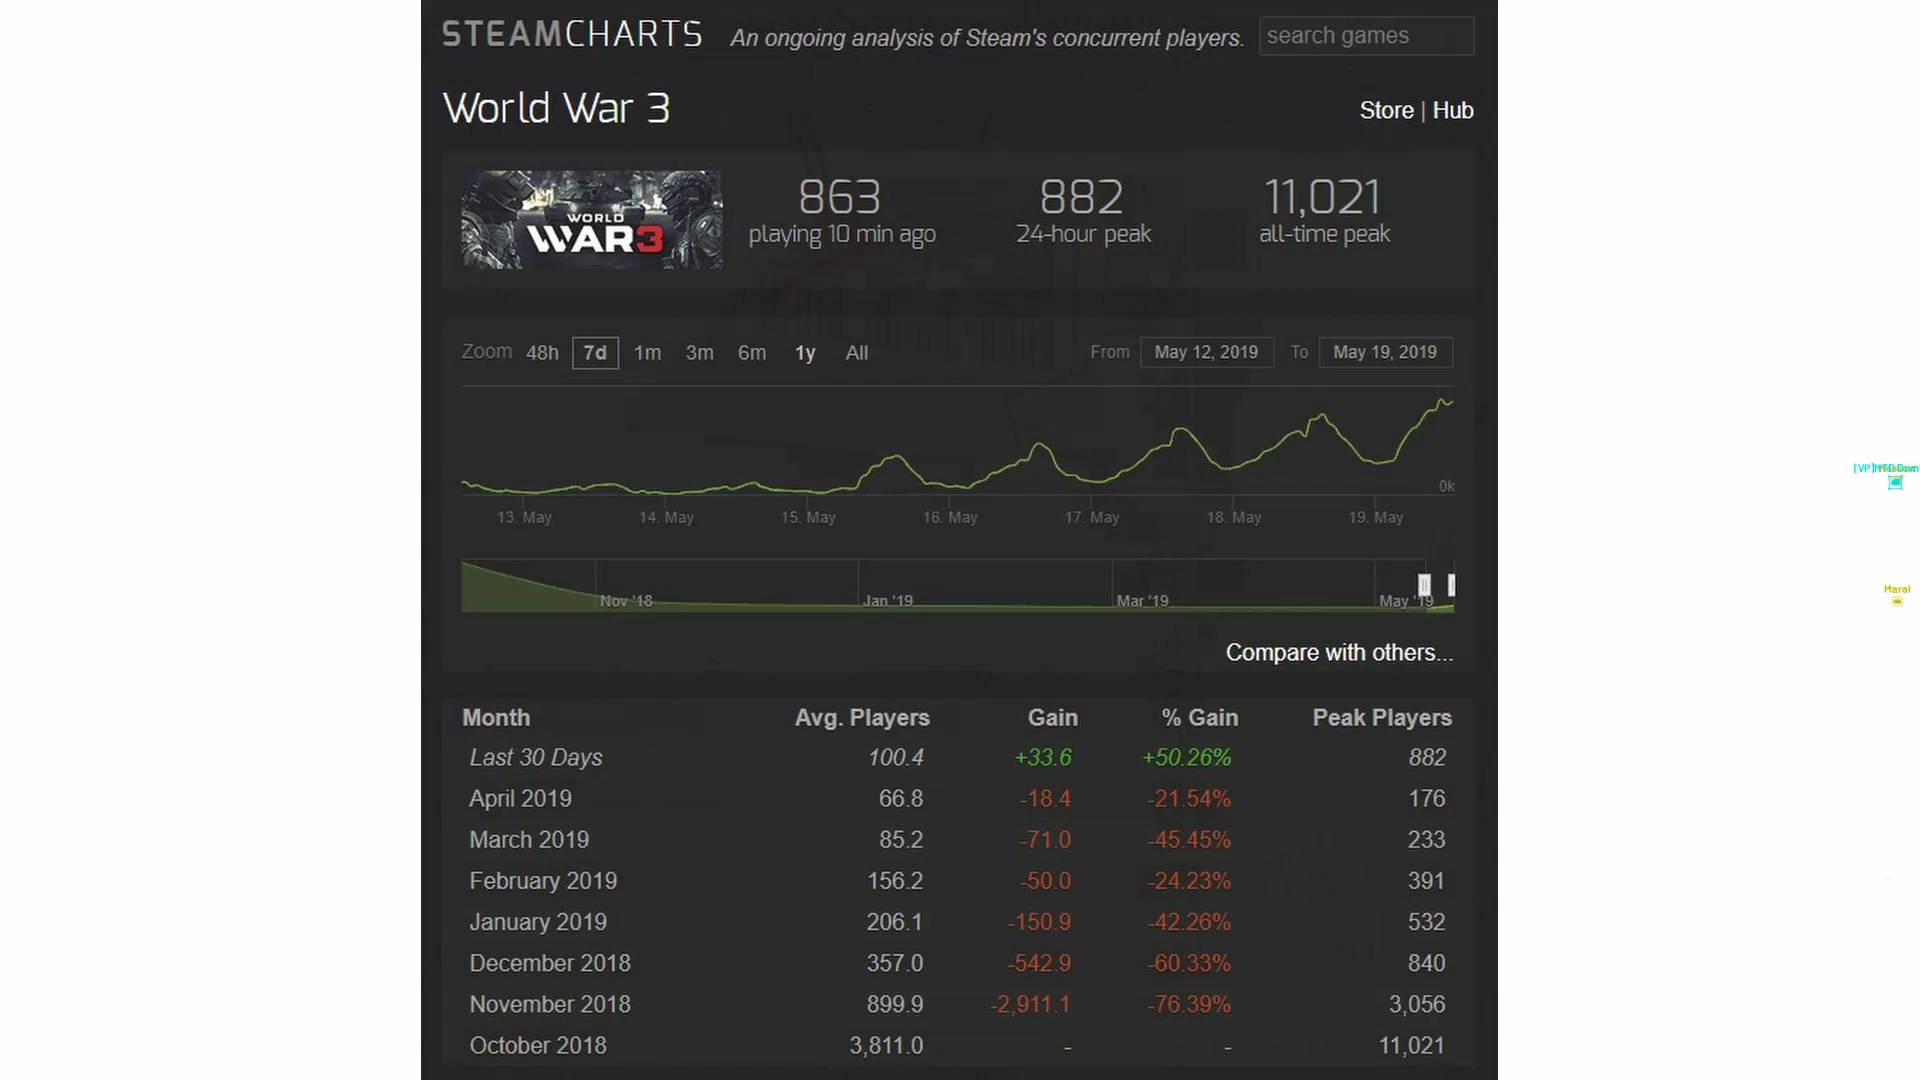 STEAMCHARTS An ongoing analysis of Steam's concurrent players. search games
World War 3 Store | Hub
WORLD
WAR3
863 882 11,021
playing 10 min ago 24-hour peak all-time peak
Zoom 48h 7d 1m 3m 6m 1y All From May 12, 2019 To May 19, 2019
0k
13. May 14. May 15. May 16. May 17. May 18. May 19. May
Nov '18 Jan '19 Mar '19 May '19
Compare with others...
Month Avg. Players Gain % Gain Peak Players
Last 30 Days 100.4 +33.6 +50.26% 882
April 2019 66.8 -18.4 -21.54% 176
March 2019 85.2 -71.0 -45.45% 233
February 2019 156.2 -50.0 -24.23% 391
January 2019 206.1 -150.9 -42.26% 532
December 2018 357.0 -542.9 -60.33% 840
November 2018 899.9 -2,911.1 -76.39% 3,056
October 2018 3,811.0 - - 11,021
[VP]
Maral